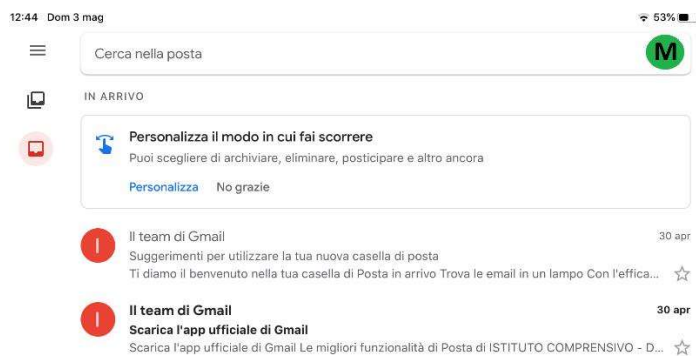 12:44 Dom 3 mag 53%
Cerca nella posta M
IN ARRIVO
Personalizza il modo in cui fai scorrere
Puoi scegliere di archiviare, eliminare, posticipare e altro ancora
Personalizza No grazie
I Il team di Gmail 30 apr
Suggerimenti per utilizzare la tua nuova casella di posta
Ti diamo il benvenuto nella tua casella di Posta in arrivo Trova le email in un lampo Con l'effica...
I Il team di Gmail 30 apr
Scarica l'app ufficiale di Gmail
Scarica l'app ufficiale di Gmail Le migliori funzionalità di Posta di ISTITUTO COMPRENSIVO - D...